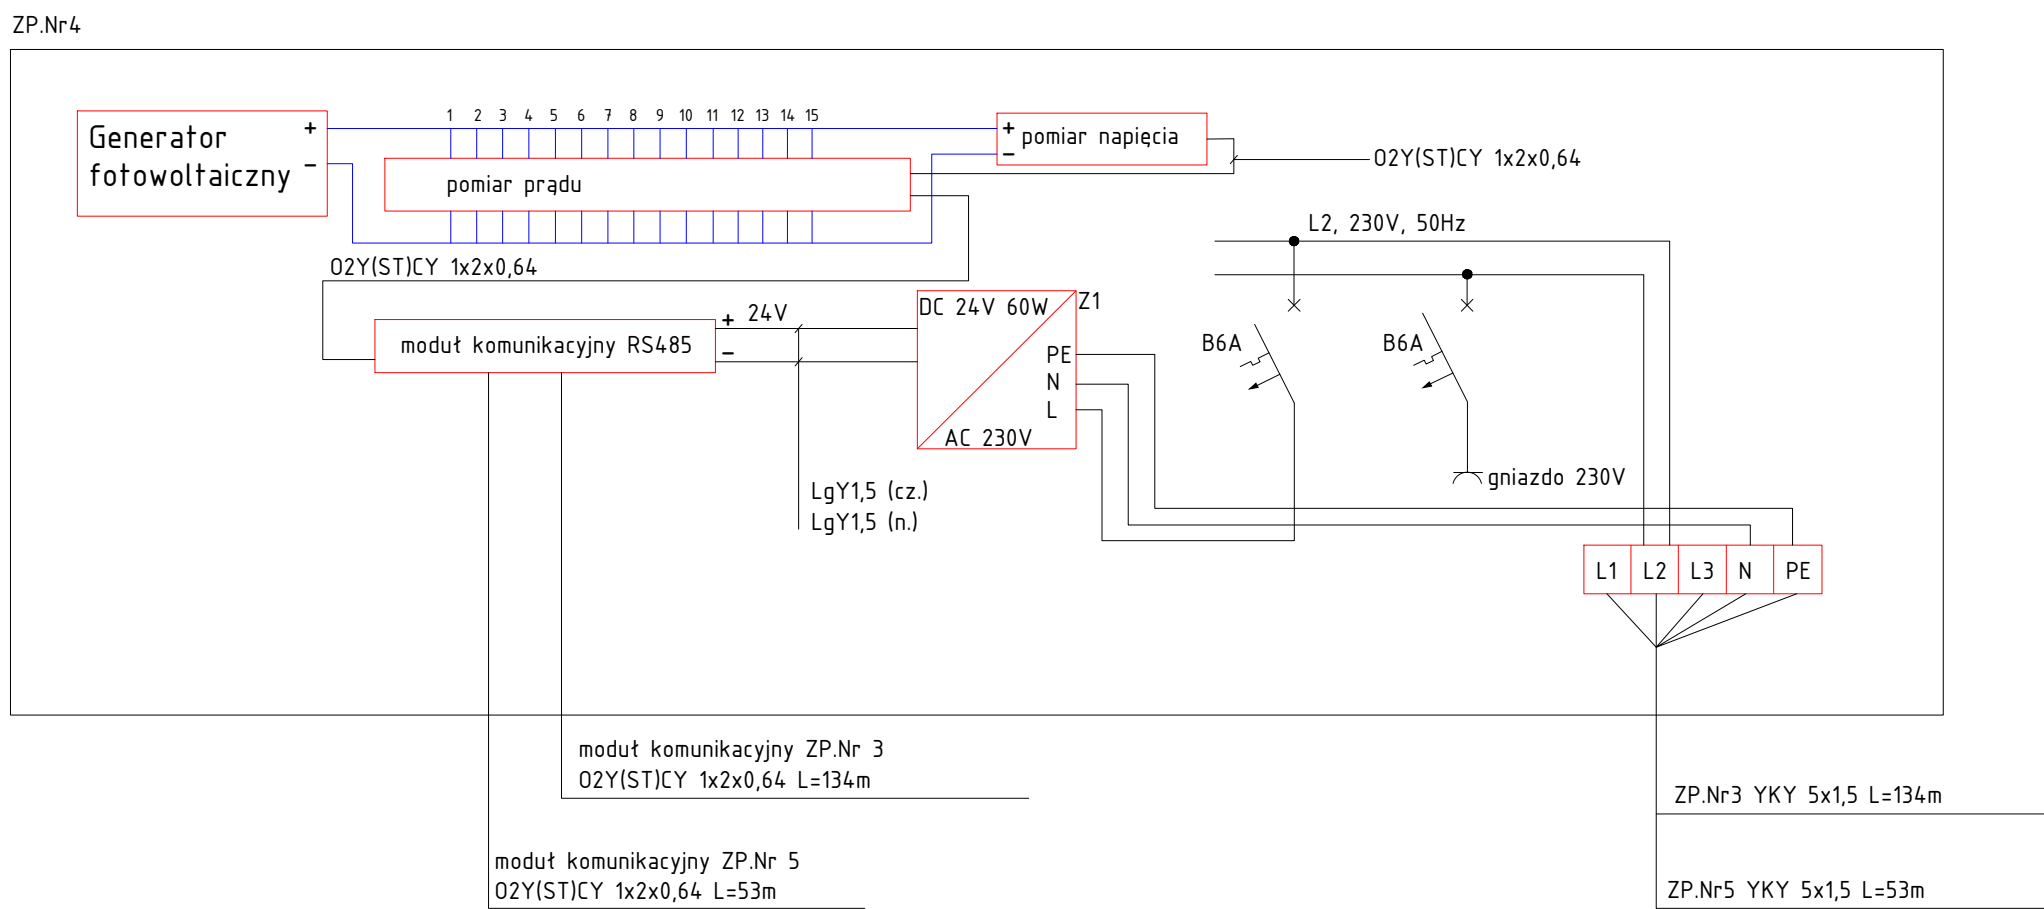 ZP.Nr4
Generator
fotowoltaiczny
+
−
1 2 3 4 5 6 7 8 9 10 11 12 13 14 15
pomiar prądu
+
−
pomiar napięcia
O2Y(ST)CY 1x2x0,64
L2, 230V, 50Hz
O2Y(ST)CY 1x2x0,64
moduł komunikacyjny RS485
+
−
24V
DC 24V 60W
Z1
PE
N
L
AC 230V
B6A
B6A
gniazdo 230V
LgY1,5 (cz.)
LgY1,5 (n.)
L1 L2 L3 N PE
moduł komunikacyjny ZP.Nr 3
O2Y(ST)CY 1x2x0,64 L=134m
ZP.Nr3 YKY 5x1,5 L=134m
moduł komunikacyjny ZP.Nr 5
O2Y(ST)CY 1x2x0,64 L=53m
ZP.Nr5 YKY 5x1,5 L=53m